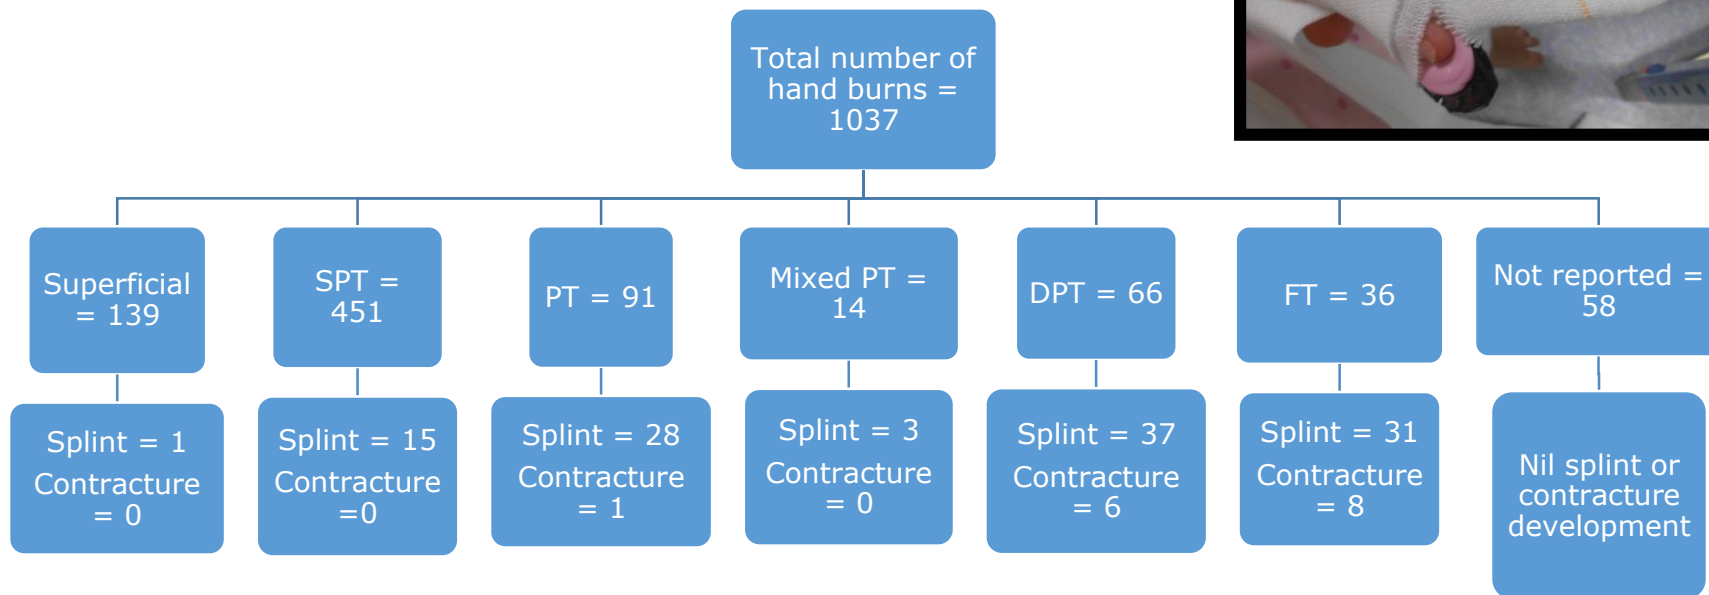 Total number of
hand burns =
1037
Superficial
= 139
SPT =
451
PT = 91
Mixed PT =
14
DPT = 66
FT = 36
Not reported =
58
Splint = 1
Contracture
= 0
Splint = 15
Contracture
=0
Splint = 28
Contracture
= 1
Splint = 3
Contracture
= 0
Splint = 37
Contracture
= 6
Splint = 31
Contracture
= 8
Nil splint or
contracture
development